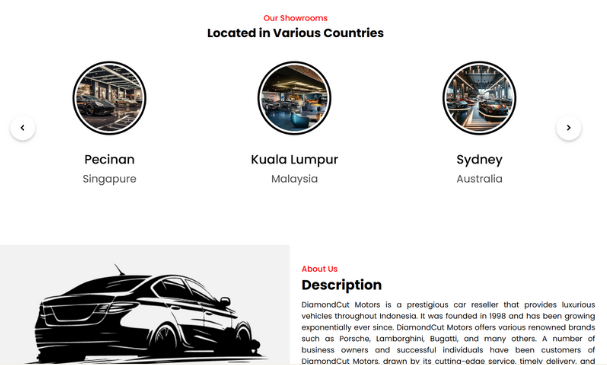 Our Showrooms
Located in Various Countries
Pecinan
Singapure
Kuala Lumpur
Malaysia
Sydney
Australia
About Us
Description
DiamondCut Motors is a prestigious car reseller that provides luxurious
vehicles throughout Indonesia. It was founded in 1998 and has been growing
exponentially ever since. DiamondCut Motors offers various renowned brands
such as Porsche, Lamborghini, Bugatti, and many others. A number of
business owners and successful individuals have been customers of
DiamondCut Motors, drawn by its cutting-edge service, timely delivery, and